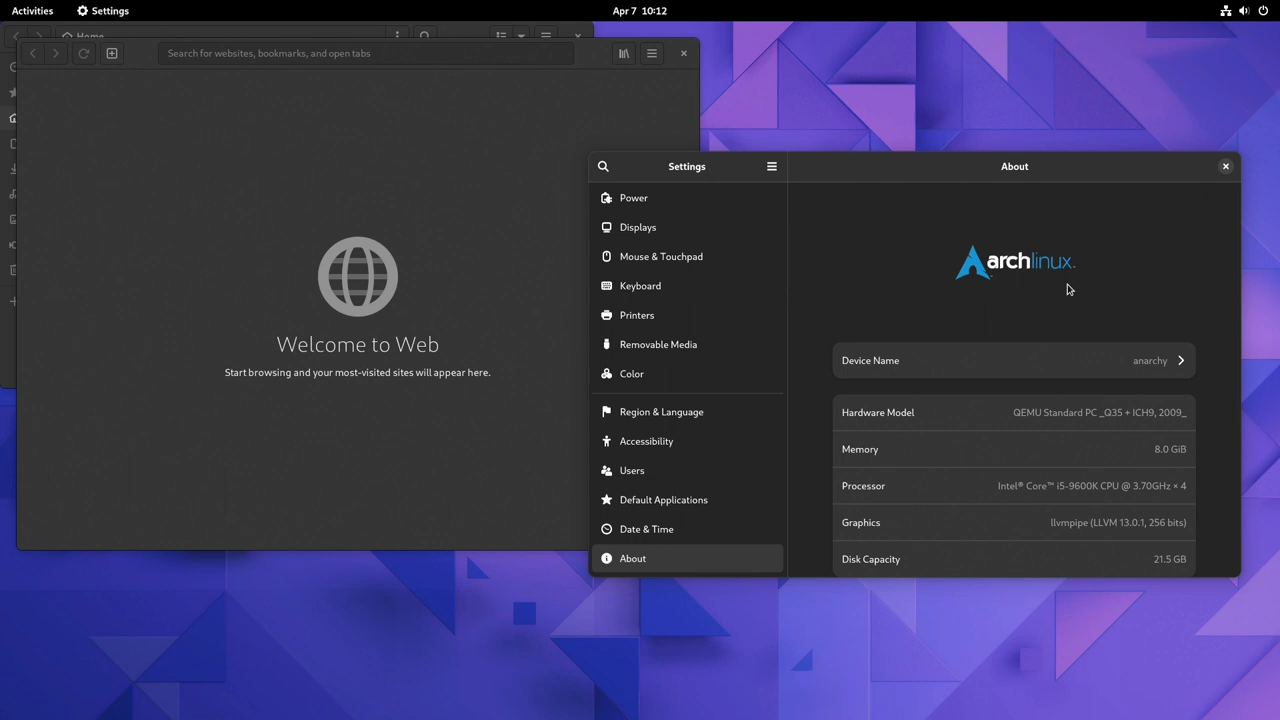 Activities
Settings
Apr 7 10:12
Home
Search for websites, bookmarks, and open tabs
Welcome to Web
Start browsing and your most-visited sites will appear here.
Settings
Power
Displays
Mouse & Touchpad
Keyboard
Printers
Removable Media
Color
Region & Language
Accessibility
Users
Default Applications
Date & Time
About
About
archlinux
Device Name anarchy
Hardware Model QEMU Standard PC _Q35 + ICH9, 2009_
Memory 8.0 GiB
Processor Intel® Core™ i5-9600K CPU @ 3.70GHz × 4
Graphics llvmpipe (LLVM 13.0.1, 256 bits)
Disk Capacity 21.5 GB